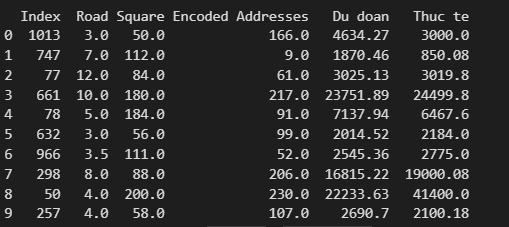 Index Road Square Encoded Addresses Du doan Thuc te
0 1013 3.0 50.0 166.0 4634.27 3000.0
1 747 7.0 112.0 9.0 1870.46 850.08
2 77 12.0 84.0 61.0 3025.13 3019.8
3 661 10.0 180.0 217.0 23751.89 24499.8
4 78 5.0 184.0 91.0 7137.94 6467.6
5 632 3.0 56.0 99.0 2014.52 2184.0
6 966 3.5 111.0 52.0 2545.36 2775.0
7 298 8.0 88.0 206.0 16815.22 19000.08
8 50 4.0 200.0 230.0 22233.63 41400.0
9 257 4.0 58.0 107.0 2690.7 2100.18